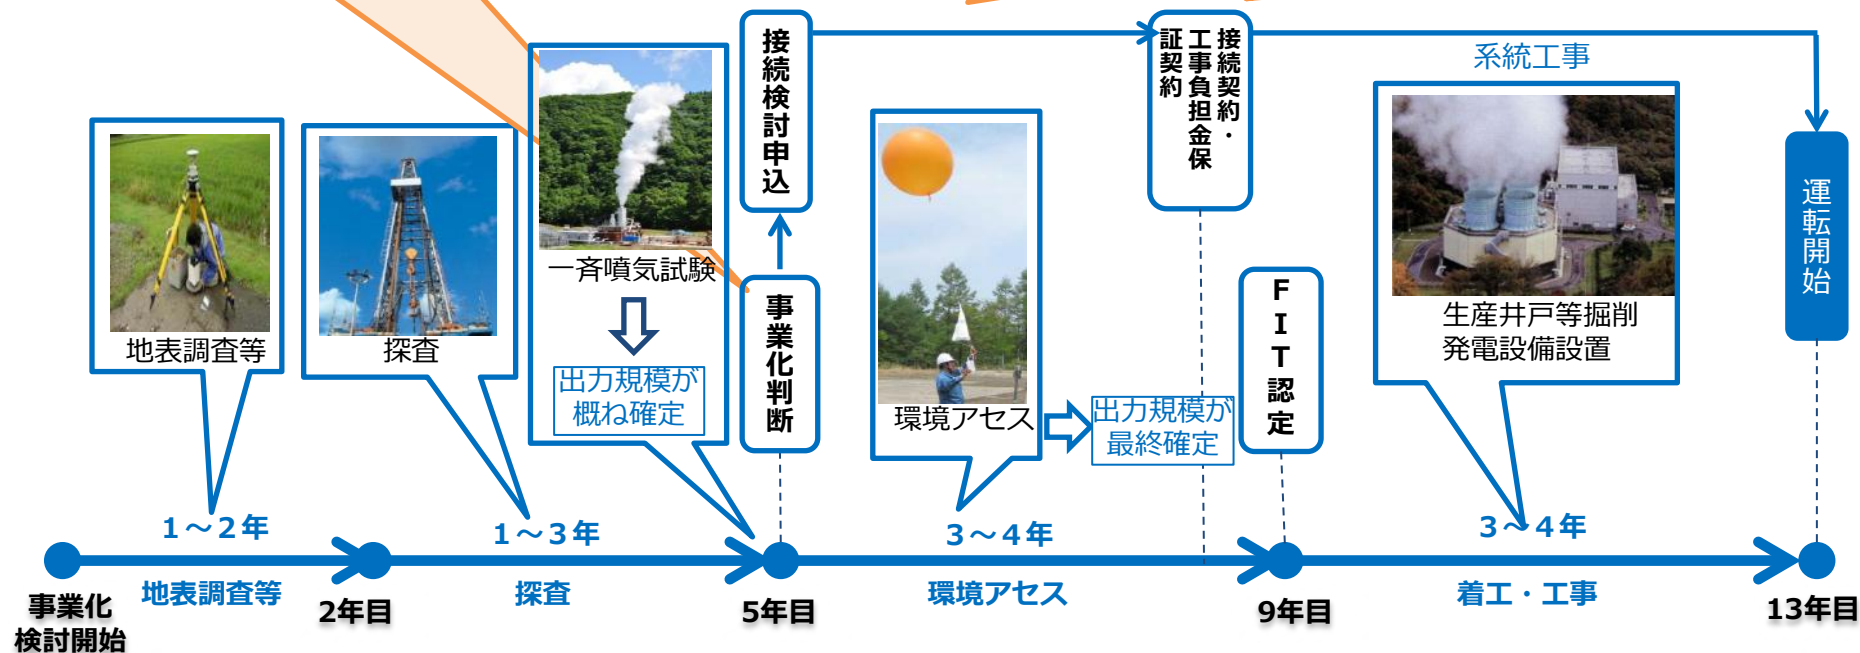 接続検討申込
接続契約・
工事負担金保
証契約
系統工事
運転開始
地表調査等
探査
一斉噴気試験
出力規模が
概ね確定
事業化判断
環境アセス
出力規模が
最終確定
FIT認定
生産井戸等掘削
発電設備設置
1～2年
1～3年
3～4年
3～4年
地表調査等
探査
環境アセス
着工・工事
事業化
検討開始
2年目
5年目
9年目
13年目